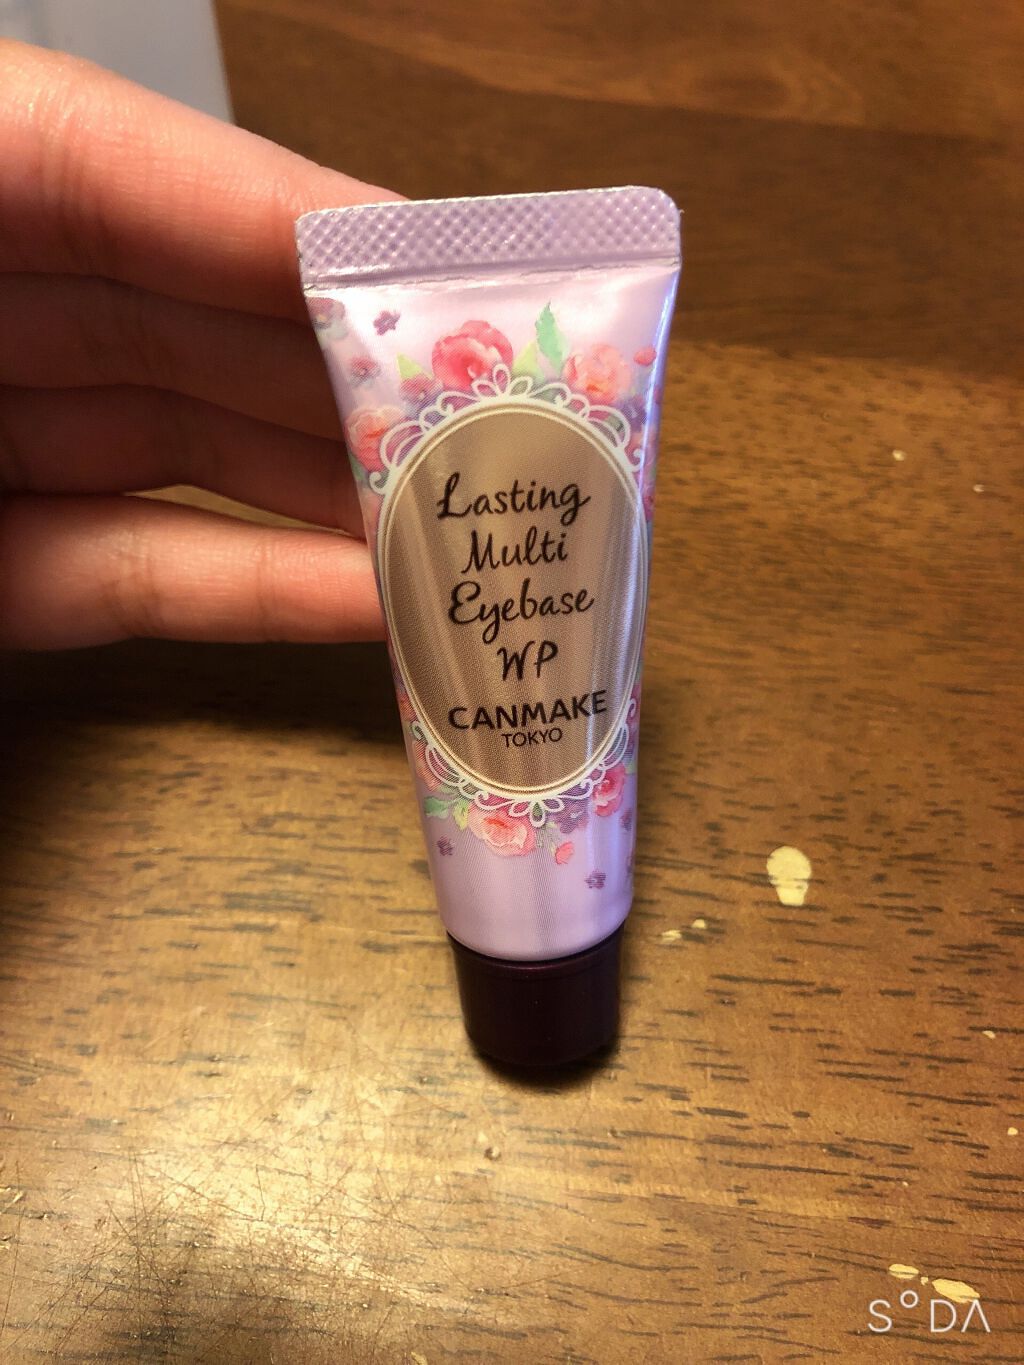 Lasting
Multi
Eyebase
WP
CANMAKE
TOKYO
S°DA